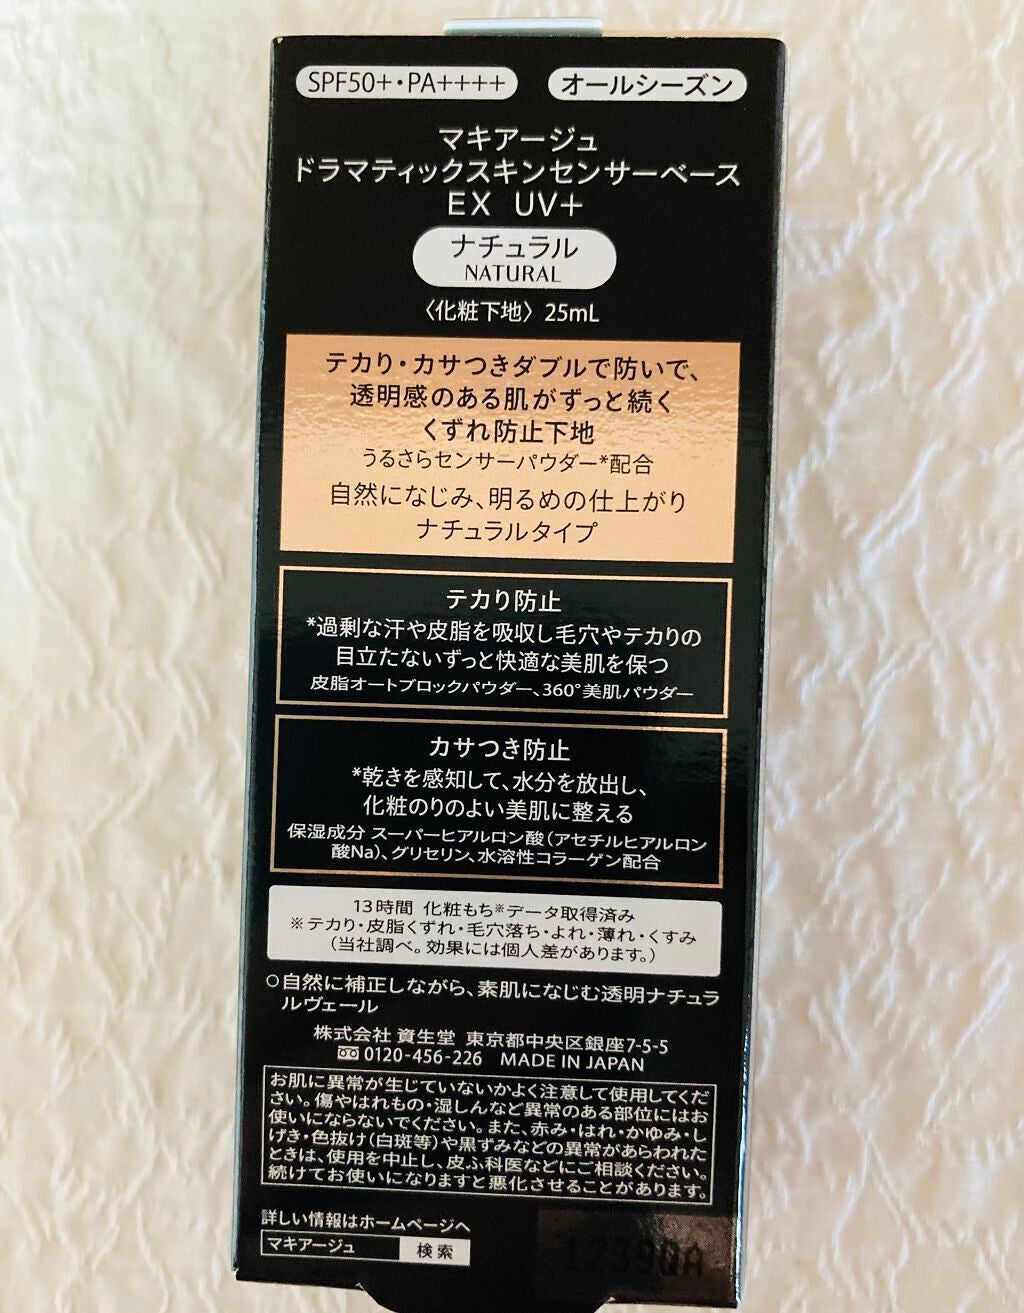 SPF50+・PA++++
オールシーズン
マキアージュ
ドラマティックスキンセンサーベース
EX UV+
ナチュラル
NATURAL
〈化粧下地〉25mL
テカり・カサつきダブルで防いで、
透明感のある肌がずっと続く
くずれ防止下地
うるさらセンサーパウダー*配合
自然になじみ、明るめの仕上がり
ナチュラルタイプ
テカり防止
*過剰な汗や皮脂を吸収し毛穴やテカりの
目立たないずっと快適な美肌を保つ
皮脂オートブロックパウダー、360°美肌パウダー
カサつき防止
*乾きを感知して、水分を放出し、
化粧のりのよい美肌に整える
保湿成分 スーパーヒアルロン酸(アセチルヒアルロン
酸Na)、グリセリン、水溶性コラーゲン配合
13時間 化粧もち※データ取得済み
※テカり・皮脂くずれ・毛穴落ち・よれ・薄れ・くすみ
(当社調べ。効果には個人差があります。)
○自然に補正しながら、素肌になじむ透明ナチュラ
ルヴェール
株式会社 資生堂 東京都中央区銀座7-5-5
0120-456-226 MADE IN JAPAN
お肌に異常が生じていないかよく注意して使用してくだ
さい。傷やはれもの・湿しんなど異常のある部位にはお
使いにならないでください。また、赤み・はれ・かゆみ・し
げき・色抜け(白斑等)や黒ずみなどの異常があらわれた
ときは、使用を中止し、皮ふ科医などにご相談ください。
続けてお使いになりますと悪化させることがあります。
詳しい情報はホームページへ
マキアージュ 検索
1239QA